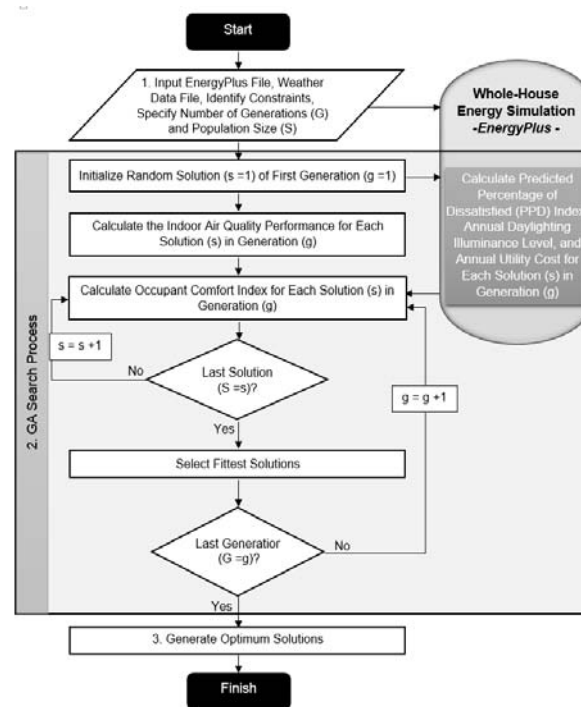 Start
1. Input EnergyPlus File, Weather
Data File, Identify Constraints,
Specify Number of Generations (G)
and Population Size (S)
Whole-House
Energy Simulation
-EnergyPlus -
Initialize Random Solution (s =1) of First Generation (g =1)
Calculate the Indoor Air Quality Performance for Each
Solution (s) in Generation (g)
Calculate Predicted
Percentage of
Dissatisfied (PPD) Index
Annual Daylighting
Illuminance Level, and
Annual Utility Cost for
Each Solution (s) in
Generation (g)
Calculate Occupant Comfort Index for Each Solution (s) in
Generation (g)
s = s +1
No
Last Solution
(S =s)?
g = g +1
Yes
2. GA Search Process
Select Fittest Solutions
Last Generatior
(G =g)?
No
Yes
3. Generate Optimum Solutions
Finish